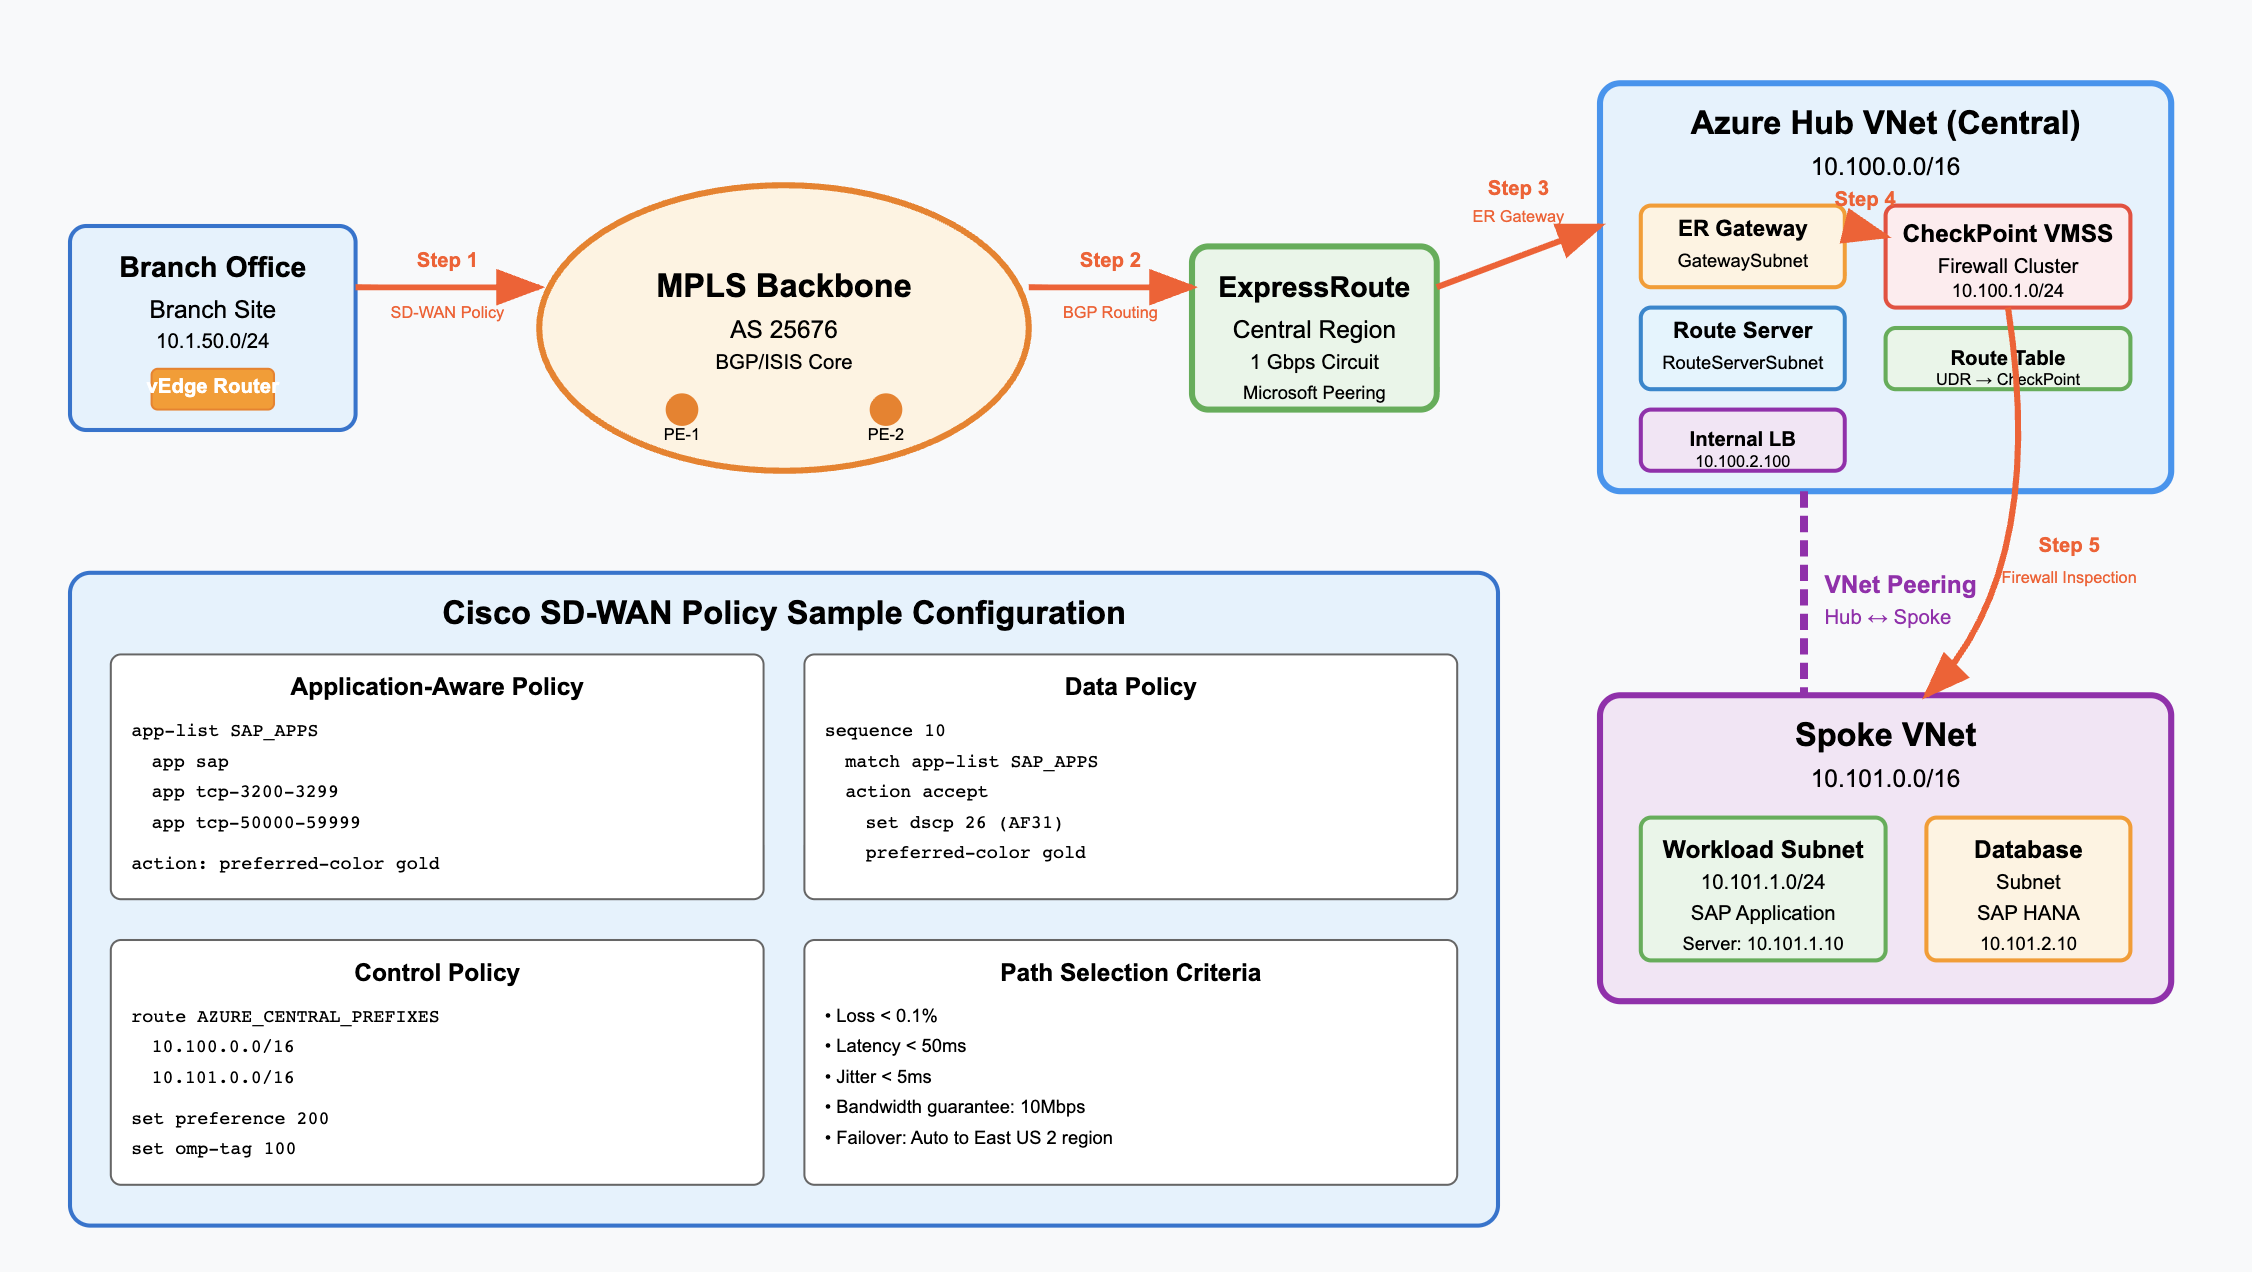 Branch Office
Branch Site
10.1.50.0/24
vEdge Router
Step 1
SD-WAN Policy
MPLS Backbone
AS 25676
BGP/ISIS Core
PE-1
PE-2
Step 2
BGP Routing
ExpressRoute
Central Region
1 Gbps Circuit
Microsoft Peering
Step 3
ER Gateway
Azure Hub VNet (Central)
10.100.0.0/16
Step 4
ER Gateway
GatewaySubnet
CheckPoint VMSS
Firewall Cluster
10.100.1.0/24
Route Server
RouteServerSubnet
Route Table
UDR → CheckPoint
Internal LB
10.100.2.100
Step 5
Firewall Inspection
VNet Peering
Hub ↔ Spoke
Spoke VNet
10.101.0.0/16
Workload Subnet
10.101.1.0/24
SAP Application
Server: 10.101.1.10
Database
Subnet
SAP HANA
10.101.2.10
Cisco SD-WAN Policy Sample Configuration
Application-Aware Policy
app-list SAP_APPS
app sap
app tcp-3200-3299
app tcp-50000-59999
action: preferred-color gold
Data Policy
sequence 10
match app-list SAP_APPS
action accept
set dscp 26 (AF31)
preferred-color gold
Control Policy
route AZURE_CENTRAL_PREFIXES
10.100.0.0/16
10.101.0.0/16
set preference 200
set omp-tag 100
Path Selection Criteria
• Loss < 0.1%
• Latency < 50ms
• Jitter < 5ms
• Bandwidth guarantee: 10Mbps
• Failover: Auto to East US 2 region